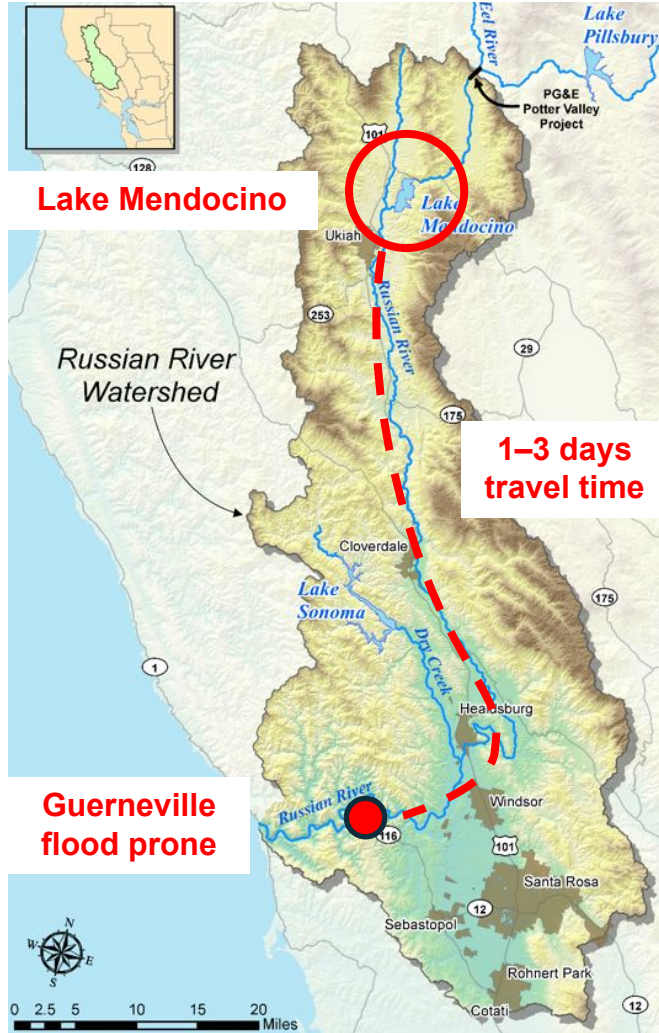 Eel River
Lake
Pillsbury
PG&E
Potter Valley
Project
101
128
Lake Mendocino
Lake
Mendocino
Ukiah
Russian River
253
29
Russian River
Watershed
175
1–3 days
travel time
Cloverdale
Lake
Sonoma
175
Dry Creek
1
Healdsburg
Guerneville
flood prone
Russian River
Windsor
116
101
Santa Rosa
12
Sebastopol
Rohnert Park
N
W
E
S
Cotati
12
0 2.5 5 10 15 20
Miles